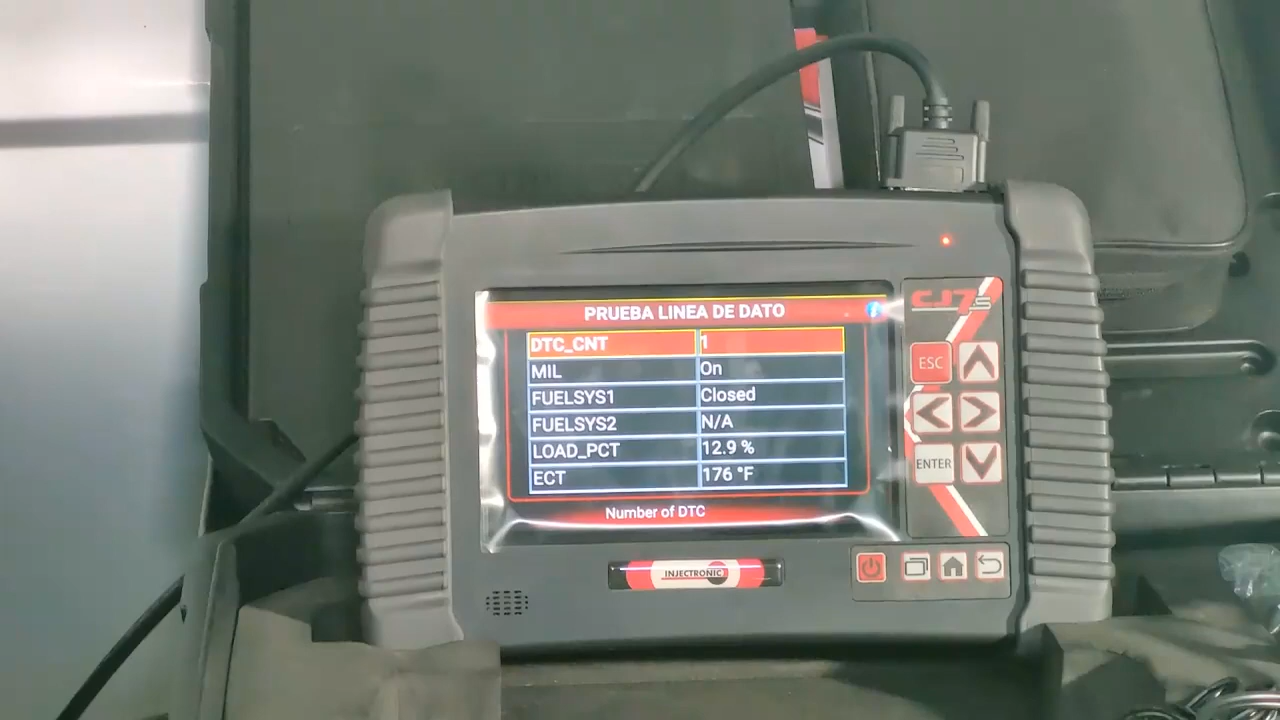 PRUEBA LINEA DE DATO
DTC_CNT 1
MIL On
FUELSYS1 Closed
FUELSYS2 N/A
LOAD_PCT 12.9 %
ECT 176 °F
Number of DTC
CJ7s
ESC
ENTER
INJECTRONIC